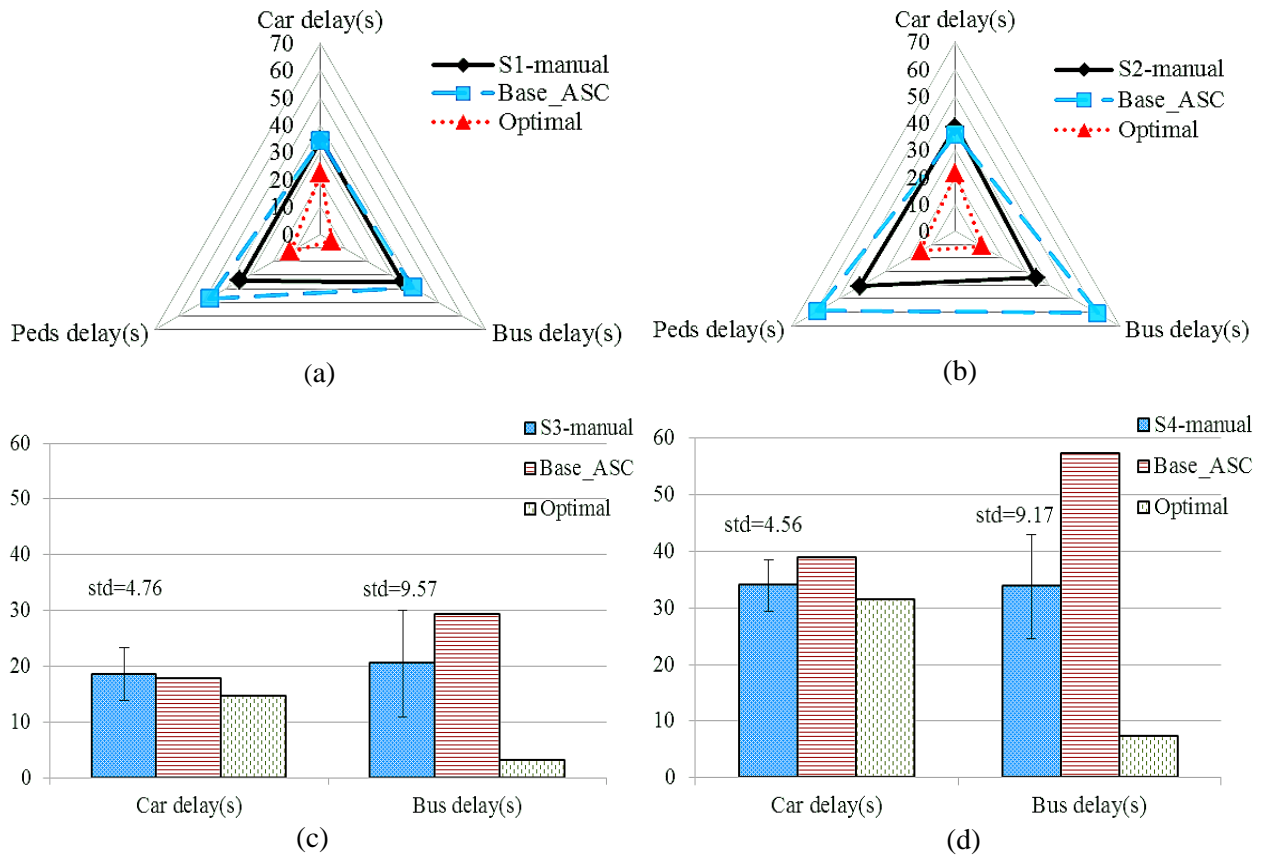 Car delay(s)
70
60
50
40
30
20
10
0
Peds delay(s)
Bus delay(s)
S1-manual
Base_ASC
Optimal
(a)
Car delay(s)
70
60
50
40
30
20
10
0
Peds delay(s)
Bus delay(s)
S2-manual
Base_ASC
Optimal
(b)
60
50
40
30
20
10
0
std=4.76
std=9.57
S3-manual
Base_ASC
Optimal
Car delay(s)
Bus delay(s)
(c)
60
50
40
30
20
10
0
std=4.56
std=9.17
S4-manual
Base_ASC
Optimal
Car delay(s)
Bus delay(s)
(d)